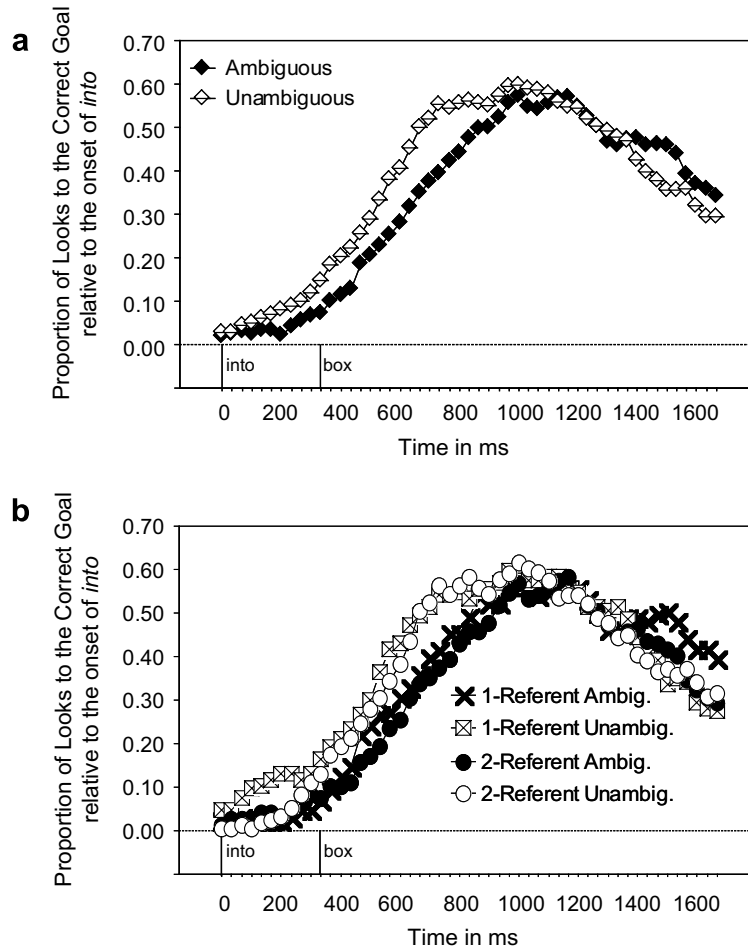 a
Proportion of Looks to the Correct Goal
relative to the onset of into
0.70
0.60
0.50
0.40
0.30
0.20
0.10
0.00
Ambiguous
Unambiguous
into
box
0 200 400 600 800 1000 1200 1400 1600
Time in ms
b
Proportion of Looks to the Correct Goal
relative to the onset of into
0.70
0.60
0.50
0.40
0.30
0.20
0.10
0.00
1-Referent Ambig.
1-Referent Unambig.
2-Referent Ambig.
2-Referent Unambig.
into
box
0 200 400 600 800 1000 1200 1400 1600
Time in ms